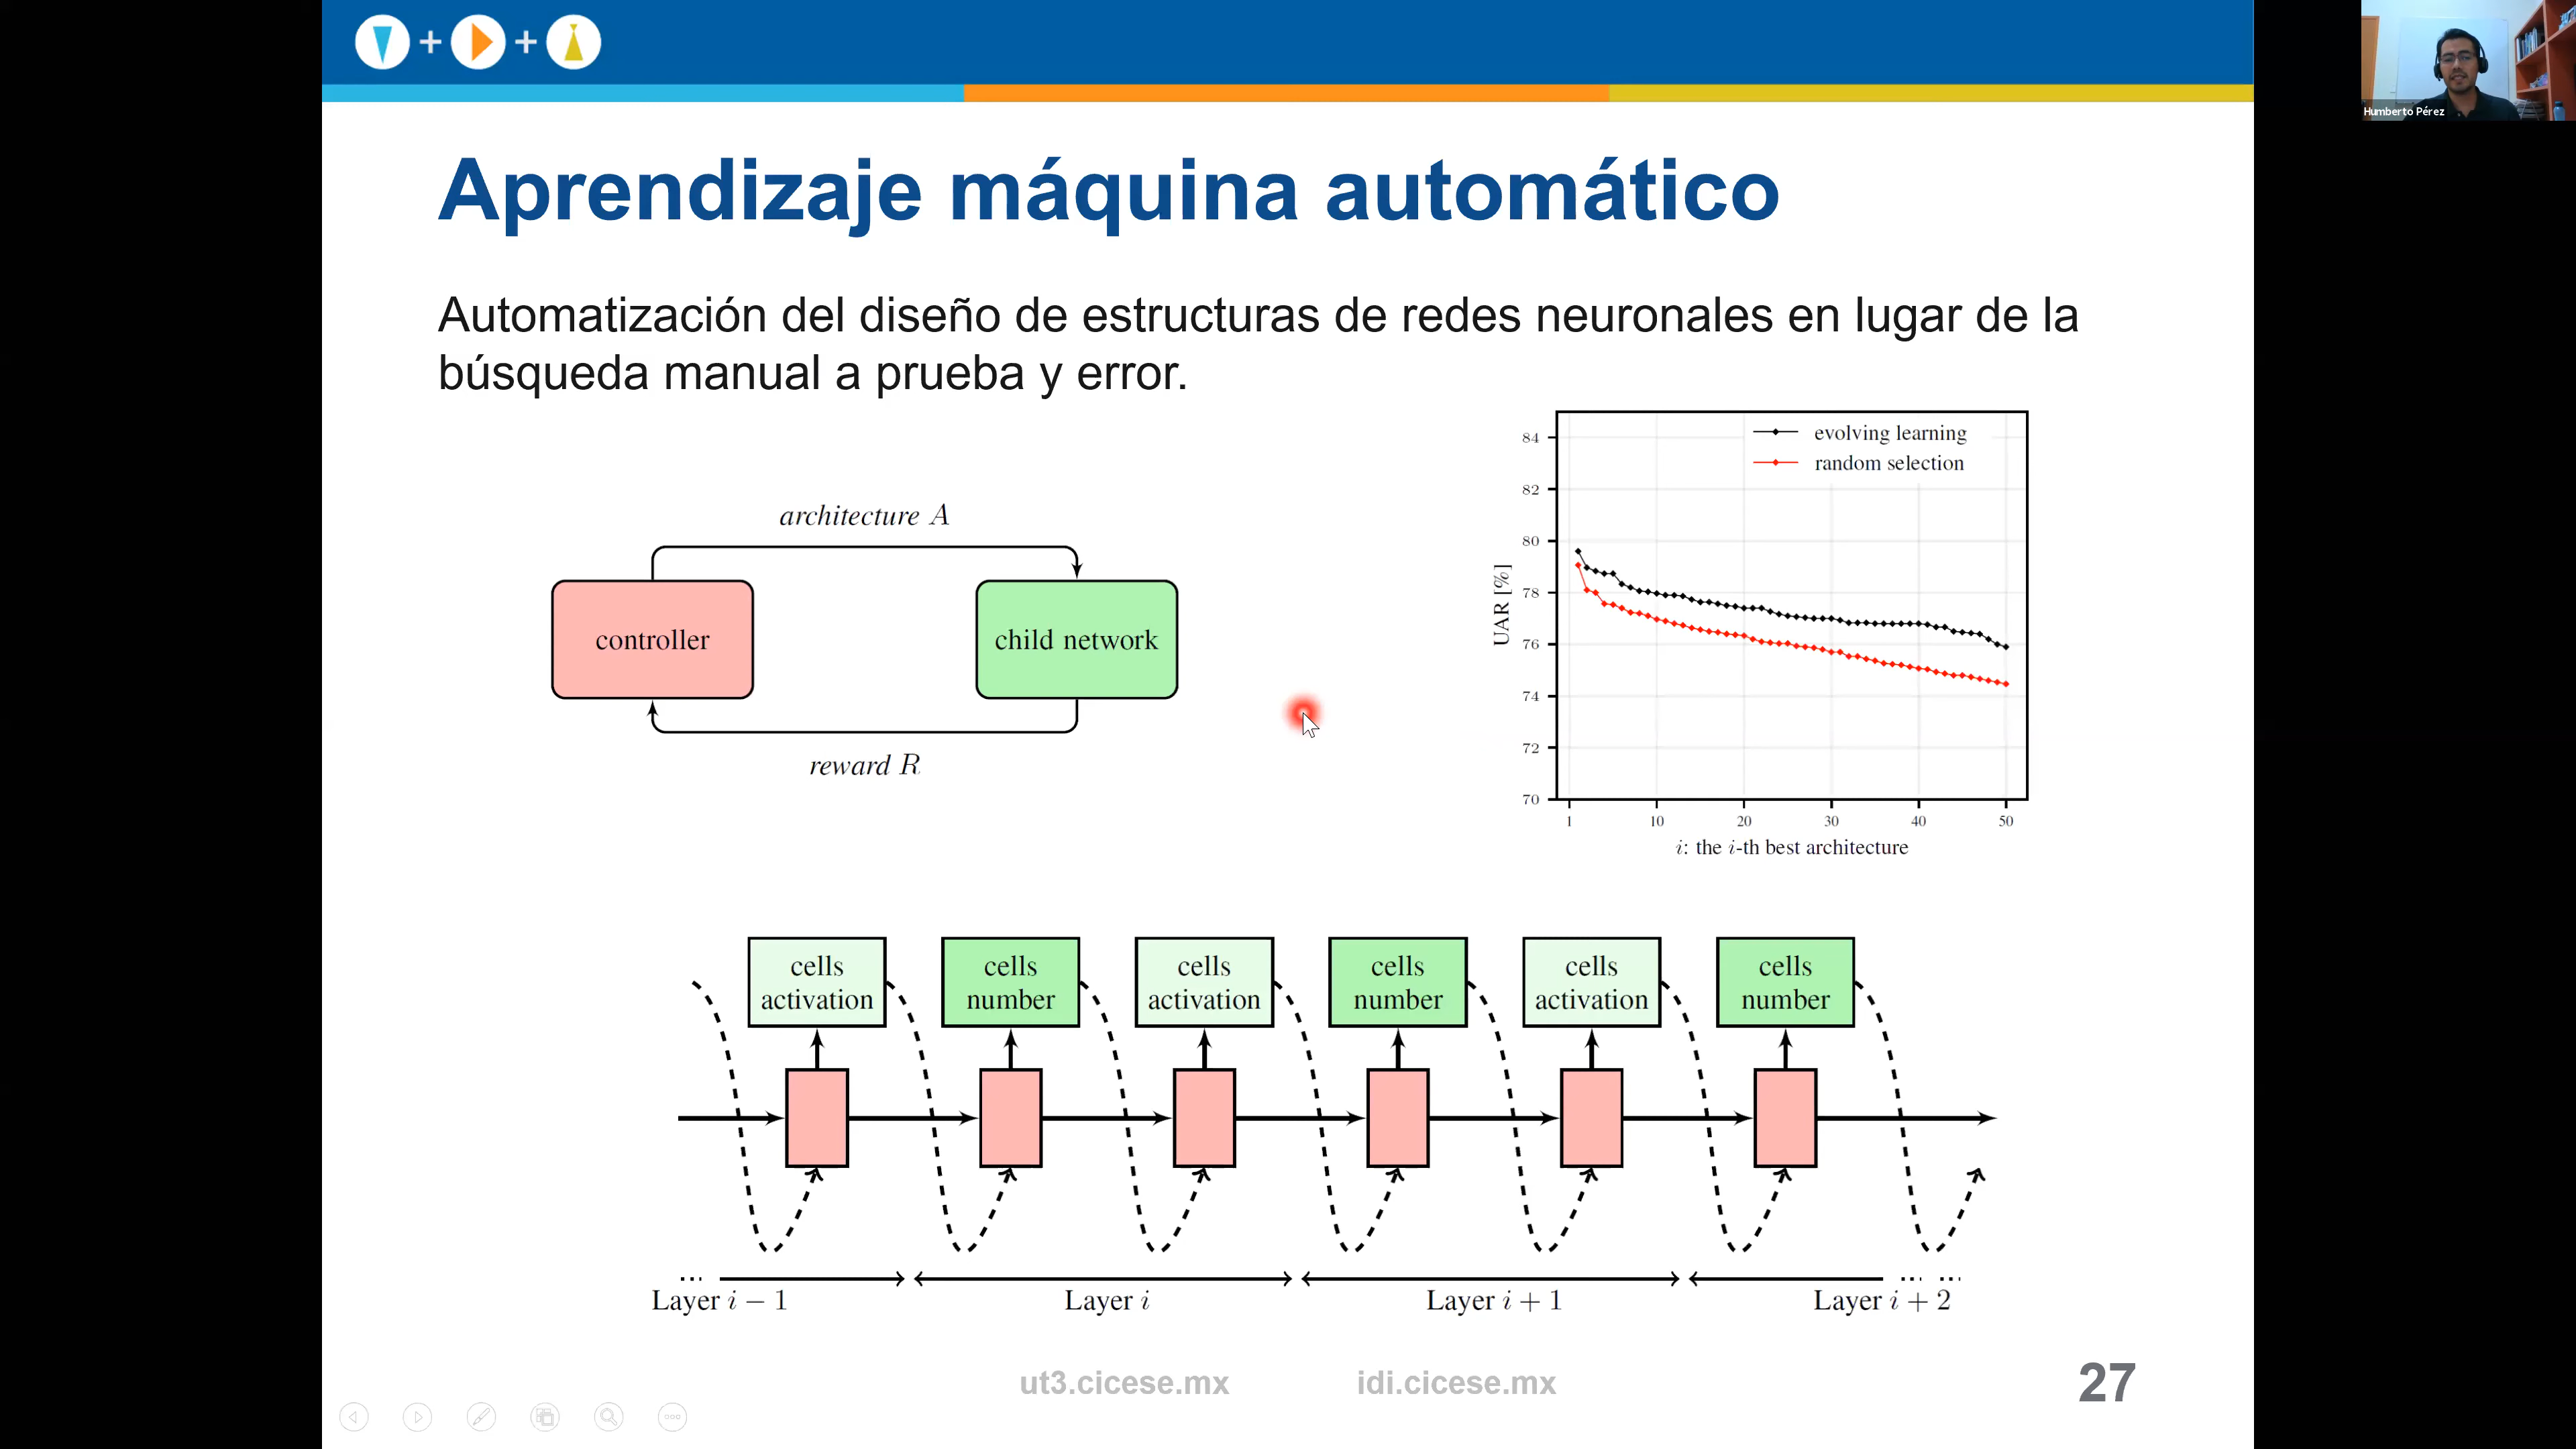 Humberto Pérez
Aprendizaje máquina automático
Automatización del diseño de estructuras de redes neuronales en lugar de la
búsqueda manual a prueba y error.
architecture A
controller
child network
reward R
84
82
80
78
76
74
72
70
UAR [%]
evolving learning
random selection
1 10 20 30 40 50
i: the i-th best architecture
cells activation
cells number
cells activation
cells number
cells activation
cells number
... Layer i − 1
Layer i
Layer i + 1
Layer i + 2 ... ...
ut3.cicese.mx idi.cicese.mx
27